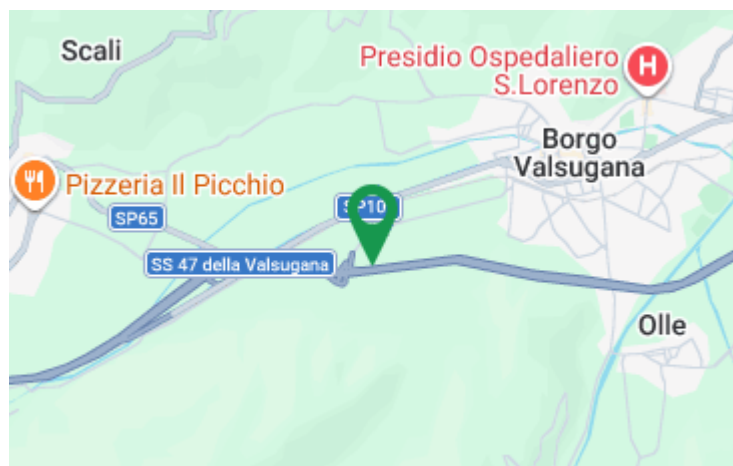 Scali
Presidio Ospedaliero
S.Lorenzo
H
Borgo
Valsugana
Pizzeria Il Picchio
SP65
SS 47 della Valsugana
Olle